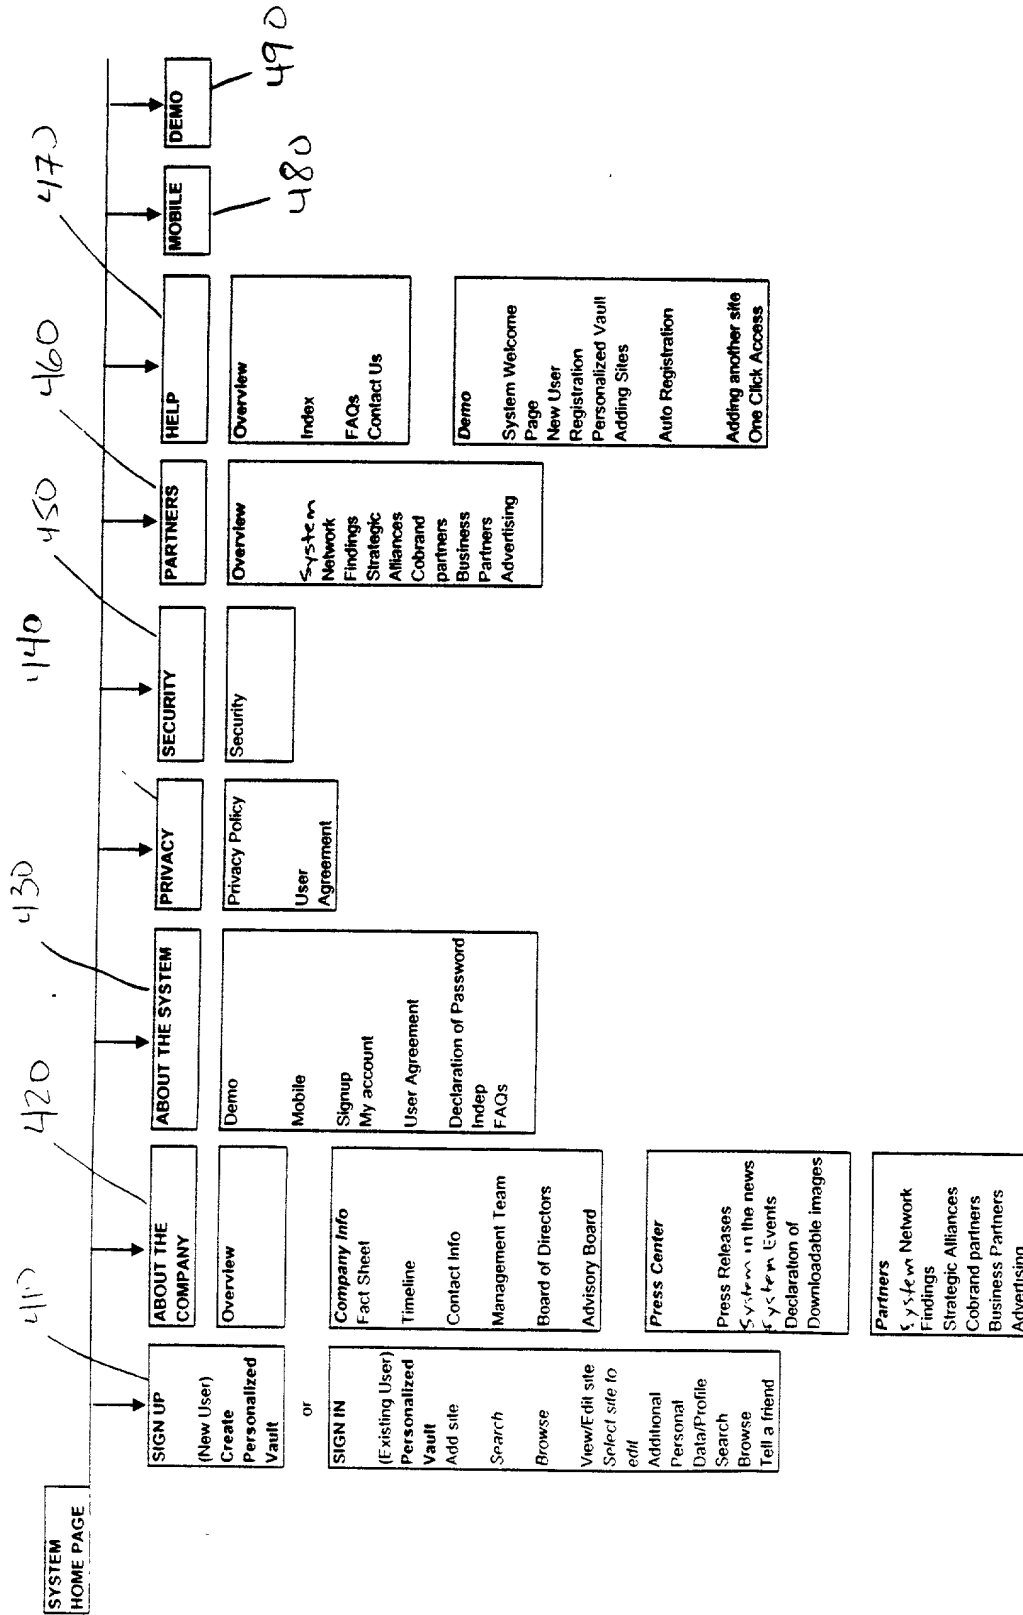 SYSTEM
HOME PAGE
410
SIGN UP
(New User)
Create
Personalized
Vault
or
SIGN IN
(Existing User)
Personalized
Vault
Add site
Search
Browse
View/Edit site
Select site to
edit
Additional
Personal
Data/Profile
Search
Browse
Tell a friend
420
ABOUT THE
COMPANY
Overview
Company Info
Fact Sheet
Timeline
Contact Info
Management Team
Board of Directors
Advisory Board
Press Center
Press Releases
System in the news
System Events
Declaration of
Downloadable images
Partners
System Network
Findings
Strategic Alliances
Cobrand partners
Business Partners
Advertising
430
ABOUT THE SYSTEM
Demo
Mobile
Signup
My account
User Agreement
Declaration of Password
Indep
FAQs
440
PRIVACY
Privacy Policy
User
Agreement
450
SECURITY
Security
460
PARTNERS
Overview
System
Network
Findings
Strategic
Alliances
Cobrand
partners
Business
Partners
Advertising
470
HELP
Overview
Index
FAQs
Contact Us
Demo
System Welcome
Page
New User
Registration
Personalized Vault
Adding Sites
Auto Registration
Adding another site
One Click Access
MOBILE
480
DEMO
490